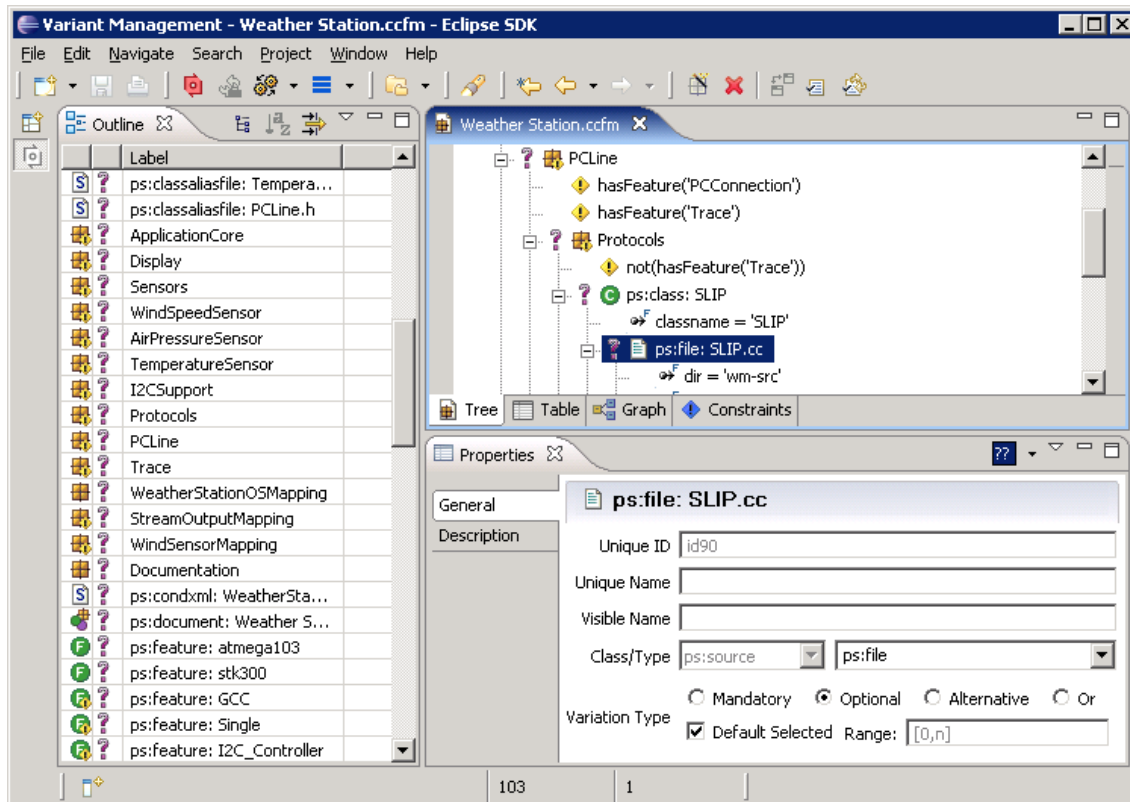 Variant Management - Weather Station.ccfm - Eclipse SDK
File Edit Navigate Search Project Window Help
Outline
Label
ps:classaliasfile: Tempera...
ps:classaliasfile: PCLine.h
ApplicationCore
Display
Sensors
WindSpeedSensor
AirPressureSensor
TemperatureSensor
I2CSupport
Protocols
PCLine
Trace
WeatherStationOSMapping
StreamOutputMapping
WindSensorMapping
Documentation
ps:condxml: WeatherSta...
ps:document: Weather S...
ps:feature: atmega103
ps:feature: stk300
ps:feature: GCC
ps:feature: Single
ps:feature: I2C_Controller
Weather Station.ccfm
PCLine
hasFeature('PCConnection')
hasFeature('Trace')
Protocols
not(hasFeature('Trace'))
ps:class: SLIP
classname = 'SLIP'
ps:file: SLIP.cc
dir = 'wm-src'
Tree Table Graph Constraints
Properties
General
Description
ps:file: SLIP.cc
Unique ID id90
Unique Name
Visible Name
Class/Type ps:source ps:file
Variation Type
Mandatory Optional Alternative Or
Default Selected Range: [0,n]
103 1